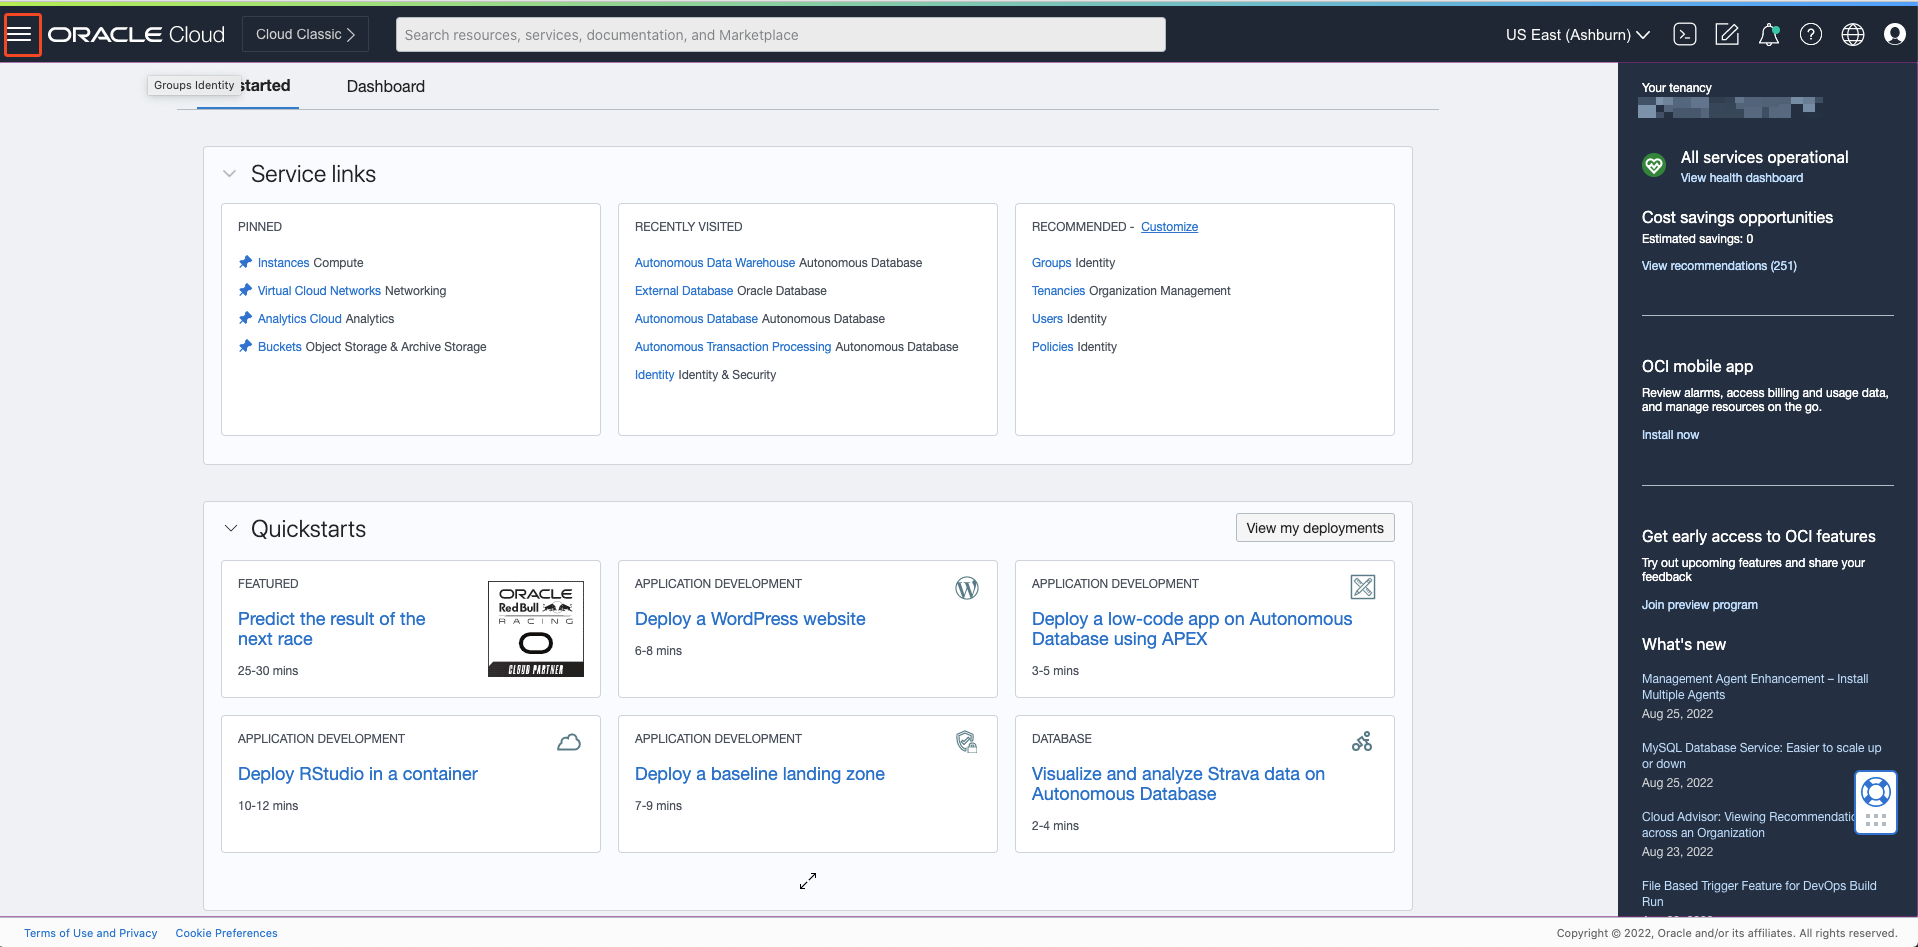 ORACLE Cloud
Cloud Classic
Search resources, services, documentation, and Marketplace
US East (Ashburn)
Groups Identity
started
Dashboard
Service links
PINNED
Instances Compute
Virtual Cloud Networks Networking
Analytics Cloud Analytics
Buckets Object Storage & Archive Storage
RECENTLY VISITED
Autonomous Data Warehouse Autonomous Database
External Database Oracle Database
Autonomous Database Autonomous Database
Autonomous Transaction Processing Autonomous Database
Identity Identity & Security
RECOMMENDED - Customize
Groups Identity
Tenancies Organization Management
Users Identity
Policies Identity
Quickstarts
View my deployments
FEATURED
Predict the result of the
next race
25-30 mins
ORACLE
Red Bull
RACING
CLOUD PARTNER
APPLICATION DEVELOPMENT
Deploy a WordPress website
6-8 mins
APPLICATION DEVELOPMENT
Deploy a low-code app on Autonomous
Database using APEX
3-5 mins
APPLICATION DEVELOPMENT
Deploy RStudio in a container
10-12 mins
APPLICATION DEVELOPMENT
Deploy a baseline landing zone
7-9 mins
DATABASE
Visualize and analyze Strava data on
Autonomous Database
2-4 mins
Your tenancy
All services operational
View health dashboard
Cost savings opportunities
Estimated savings: 0
View recommendations (251)
OCI mobile app
Review alarms, access billing and usage data,
and manage resources on the go.
Install now
Get early access to OCI features
Try out upcoming features and share your
feedback
Join preview program
What's new
Management Agent Enhancement – Install
Multiple Agents
Aug 25, 2022
MySQL Database Service: Easier to scale up
or down
Aug 25, 2022
Cloud Advisor: Viewing
across an Organization
Aug 23, 2022
File Based Trigger Feature for DevOps Build
Run
Terms of Use and Privacy
Cookie Preferences
Copyright © 2022, Oracle and/or its affiliates. All rights reserved.